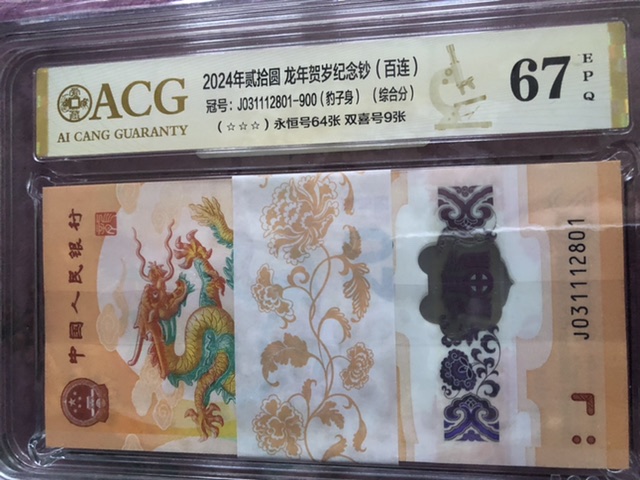 ACG
AI CANG GUARANTY
2024年贰拾圆 龙年贺岁纪念钞(百连)
冠号:J031112801-900(豹子身) (综合分)
(☆☆☆)永恒号64张 双喜号9张
67
EPQ
中国人民银行
J031112801